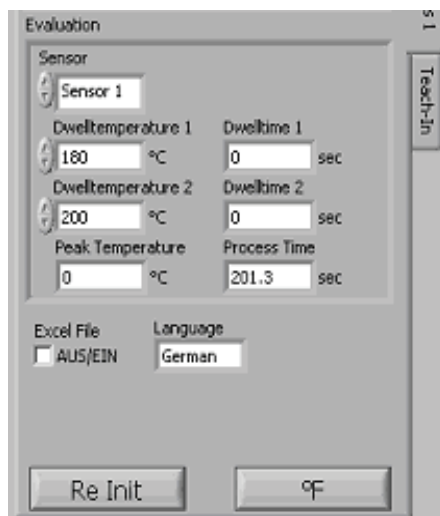 Evaluation
Sensor
Sensor 1
Dwelltemperature 1 Dwelltime 1
180 °C 0 sec
Dwelltemperature 2 Dwelltime 2
200 °C 0 sec
Peak Temperature Process Time
0 °C 201.3 sec
Excel File Language
AUS/EIN German
Re Init °F
s 1
Teach-In